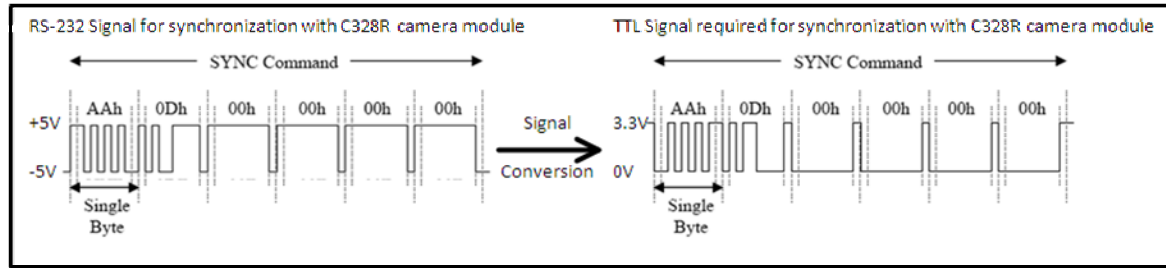 RS-232 Signal for synchronization with C328R camera module
SYNC Command
AAh 0Dh 00h 00h 00h 00h
+5V
-5V
Single
Byte
Signal
Conversion
TTL Signal required for synchronization with C328R camera module
SYNC Command
AAh 0Dh 00h 00h 00h 00h
3.3V
0V
Single
Byte